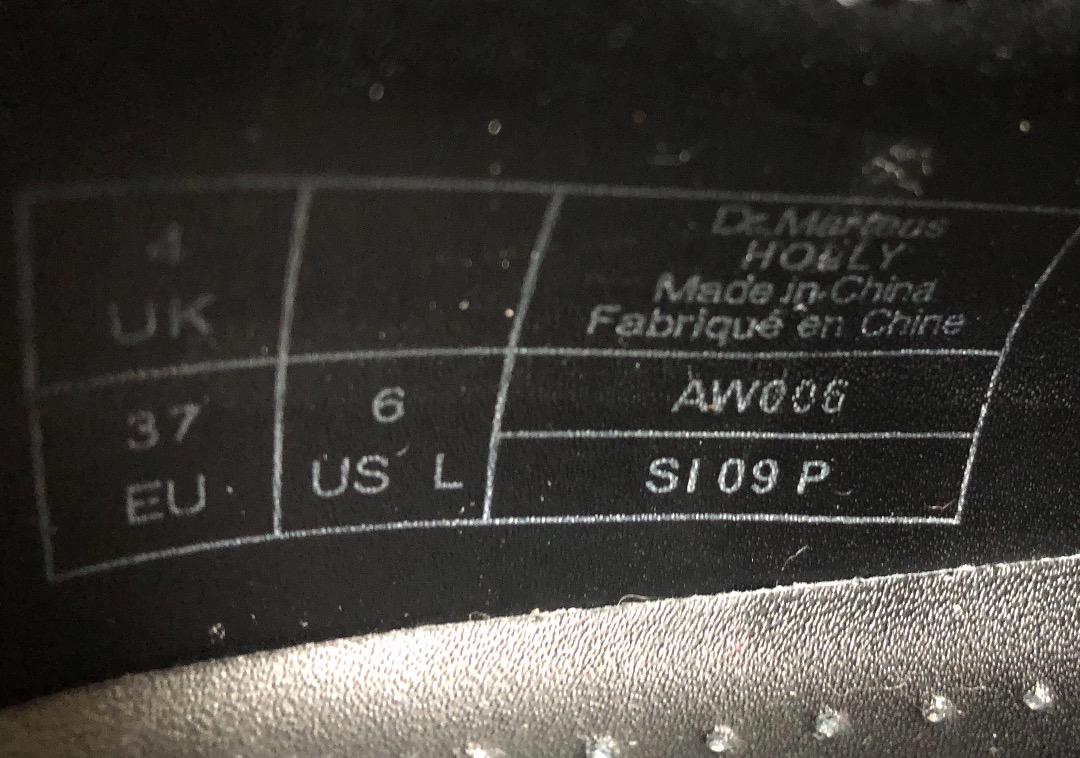 4
UK
37
EU
6
US L
Dr. Martens
HOLLY
Made in China
Fabriqué en Chine
AW006
SI 09 P